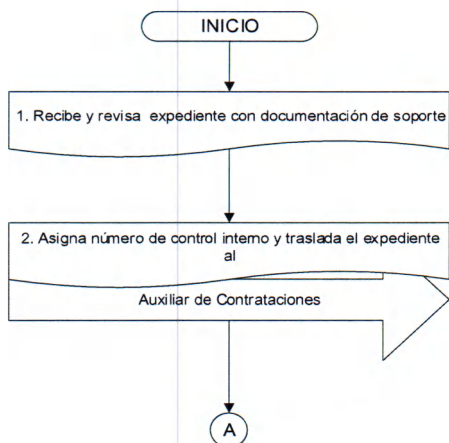 INICIO
1. Recibe y revisa expediente con documentación de soporte
2. Asigna número de control interno y traslada el expediente
al
Auxiliar de Contrataciones
A